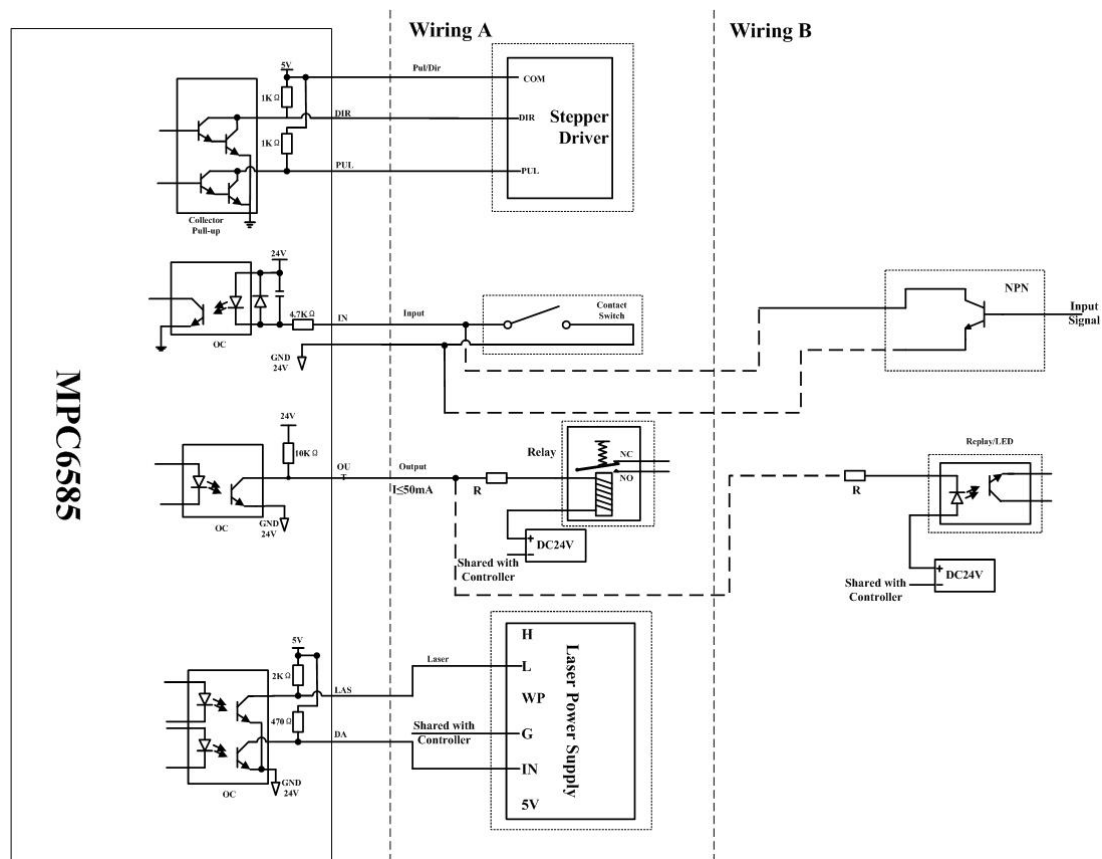 Wiring A
Wiring B
MPC6585
5V
1KΩ
1KΩ
DIR
PUL
Collector
Pull-up
Pul/Dir
COM
DIR
PUL
Stepper
Driver
24V
4.7KΩ
IN
OC
GND
24V
Input
Contact
Switch
NPN
Input
Signal
24V
10KΩ
OU
T
OC
GND
24V
Output
I≤50mA
R
Relay
NC
NO
DC24V
+
−
Shared with
Controller
Replay/LED
R
+
−
DC24V
Shared with
Controller
5V
2KΩ
LAS
470Ω
DA
OC
GND
24V
Laser
Shared with
Controller
H
L
WP
G
IN
5V
Laser Power Supply